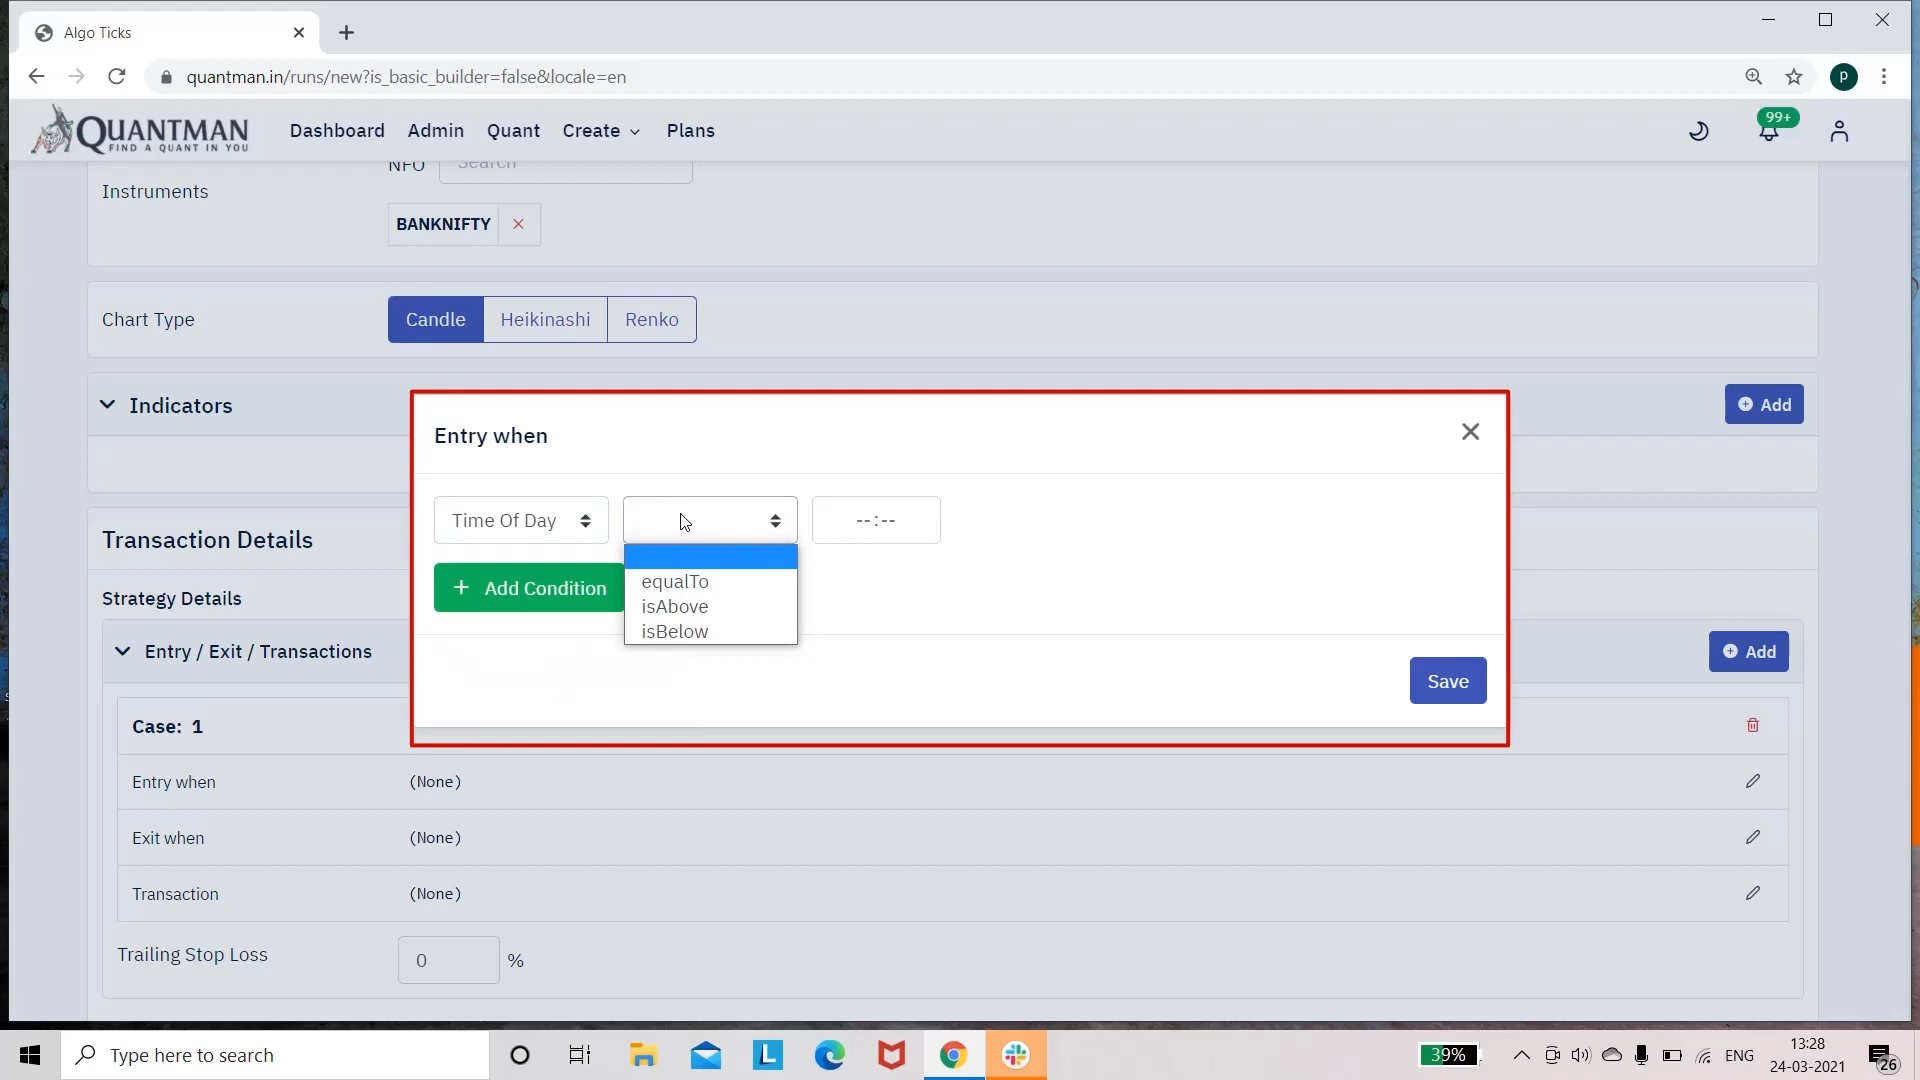 Algo Ticks
quantman.in/runs/new?is_basic_builder=false&locale=en
P
QUANTMAN
FIND A QUANT IN YOU
Dashboard
Admin
Quant
Create
Plans
99+
NFO
Search
Instruments
BANKNIFTY
Chart Type
Candle
Heikinashi
Renko
Indicators
Add
Entry when
Time Of Day
--:--
equalTo
isAbove
isBelow
+ Add Condition
Save
Transaction Details
Strategy Details
Entry / Exit / Transactions
Add
Case: 1
Entry when
(None)
Exit when
(None)
Transaction
(None)
Trailing Stop Loss
0
%
Type here to search
L
39%
ENG
13:28
24-03-2021
26